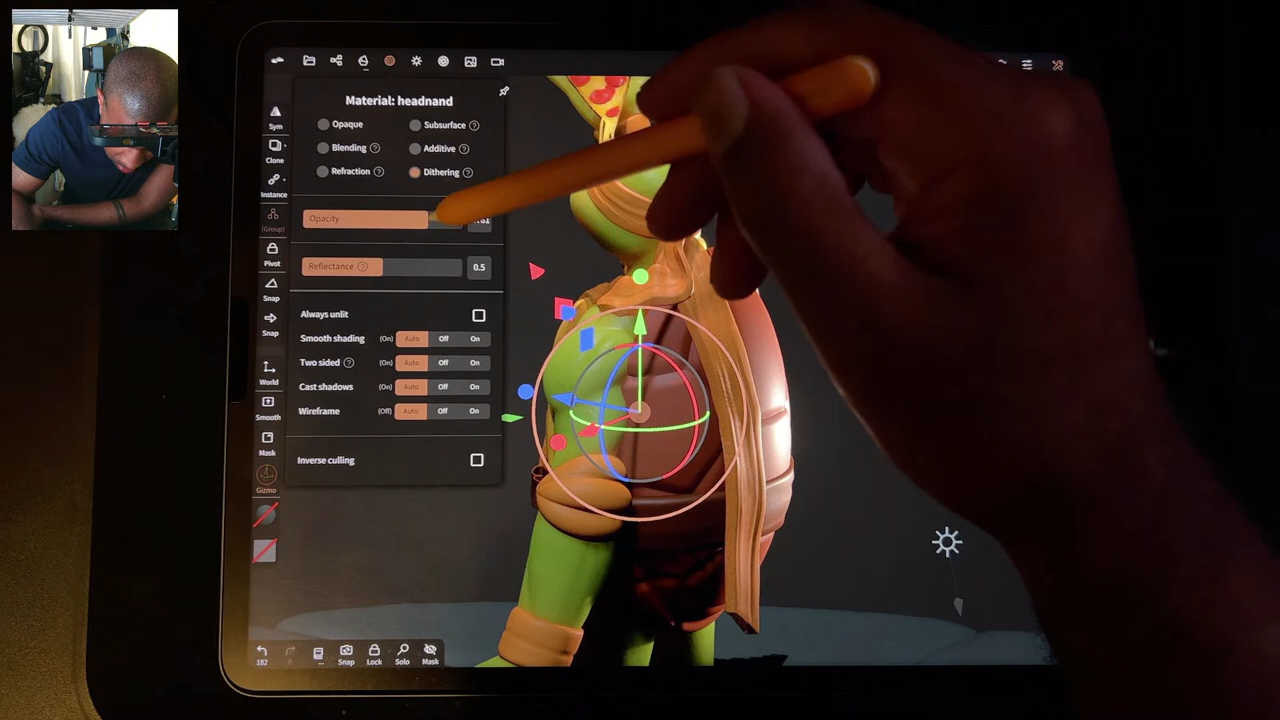 Material: headnand
Opaque
Subsurface ?
Blending ?
Additive ?
Refraction ?
Dithering ?
Opacity
Reflectance ? 0.5
Always unlit
Smooth shading (On) Auto Off On
Two sided ? (On) Auto Off On
Cast shadows (On) Auto Off On
Wireframe (Off) Auto Off On
Inverse culling
Sym
Clone
Instance
(Group)
Pivot
Snap
Snap
World
Smooth
Mask
Gizmo
182 0 Snap Lock Solo Mask